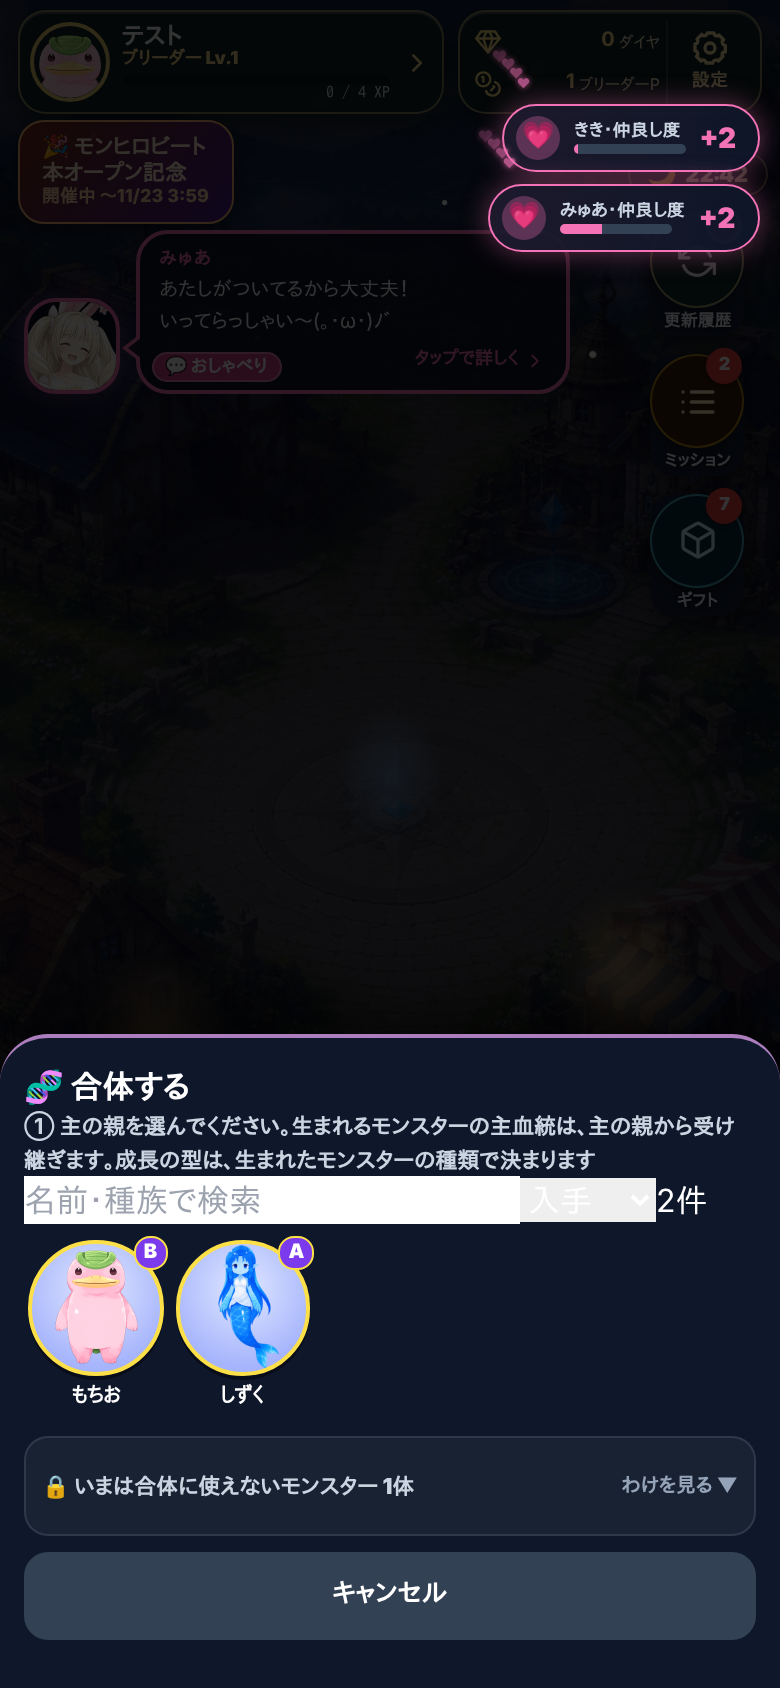 テスト
ブリーダー Lv.1
0 / 4 XP
0 ダイヤ
1 ブリーダーP
設定
🎉 モンヒロビート
本オープン記念
開催中 〜11/23 3:59
きき・仲良し度 +2
22:42
みゅあ・仲良し度 +2
みゅあ
あたしがついてるから大丈夫！
いってらっしゃい〜(｡･ω･)ﾉﾞ
💬 おしゃべり
タップで詳しく
更新履歴
2
ミッション
7
ギフト
🧬 合体する
① 主の親を選んでください。生まれるモンスターの主血統は、主の親から受け
継ぎます。成長の型は、生まれたモンスターの種類で決まります
名前・種族で検索 入手 2件
B
A
もちお
しずく
🔒 いまは合体に使えないモンスター 1体
わけを見る ▼
キャンセル